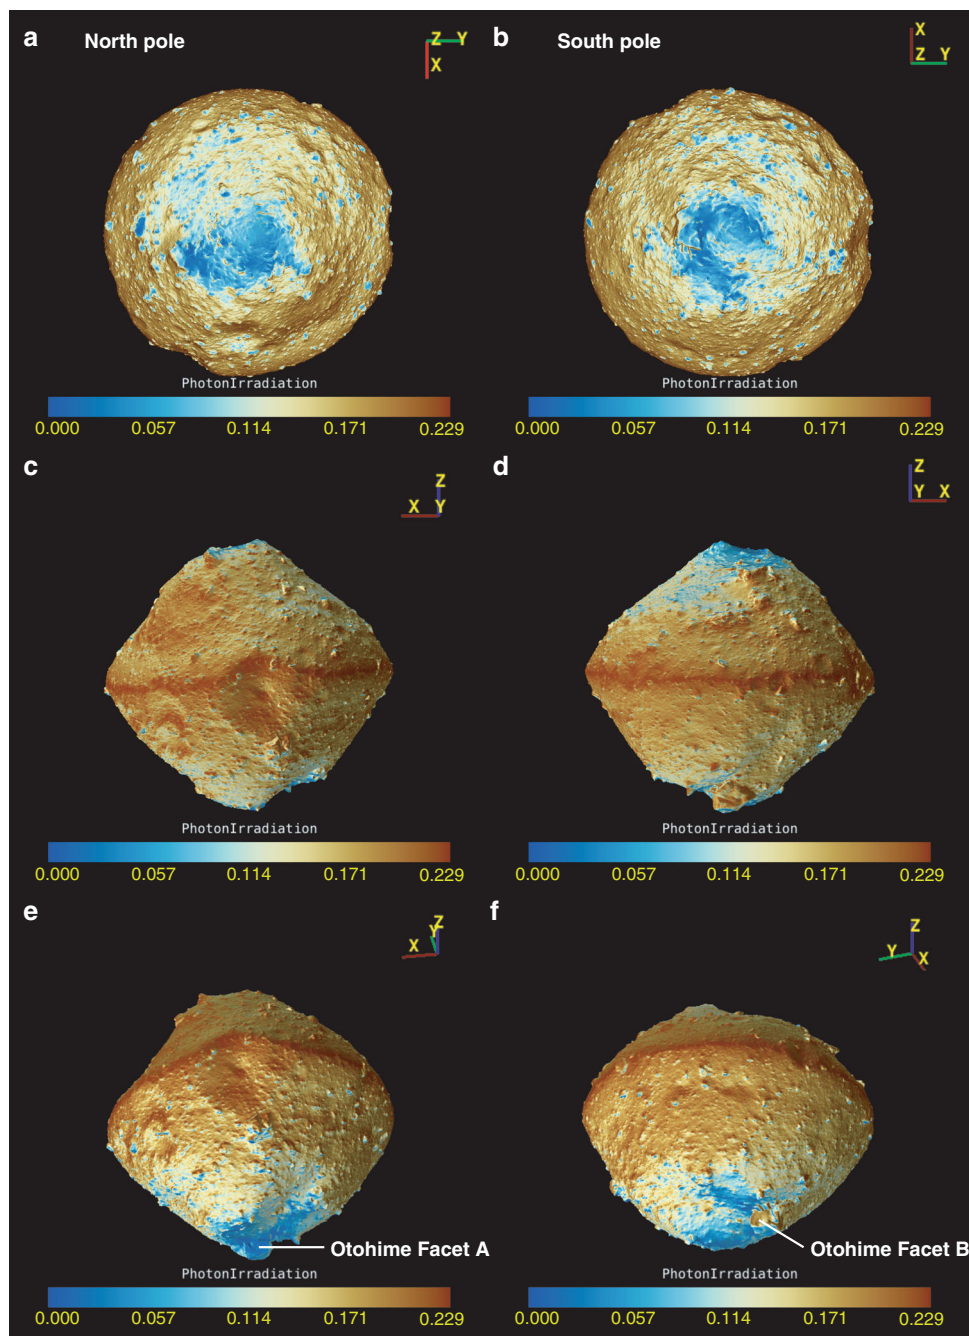 a North pole
Z Y
X
b South pole
X
Z Y
PhotonIrradiation
0.000 0.057 0.114 0.171 0.229
PhotonIrradiation
0.000 0.057 0.114 0.171 0.229
c
Z
X Y
d
Z
Y X
PhotonIrradiation
0.000 0.057 0.114 0.171 0.229
PhotonIrradiation
0.000 0.057 0.114 0.171 0.229
e
Z
Y
X
f
Z
Y
X
Otohime Facet A
Otohime Facet B
PhotonIrradiation
0.000 0.057 0.114 0.171 0.229
PhotonIrradiation
0.000 0.057 0.114 0.171 0.229